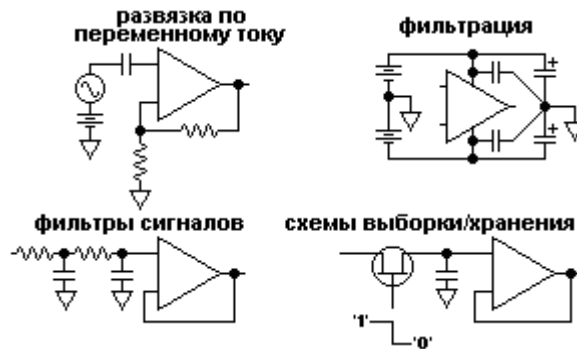 развязка по
переменному току
фильтрация
+
+
фильтры сигналов
схемы выборки/хранения
'1'
'0'